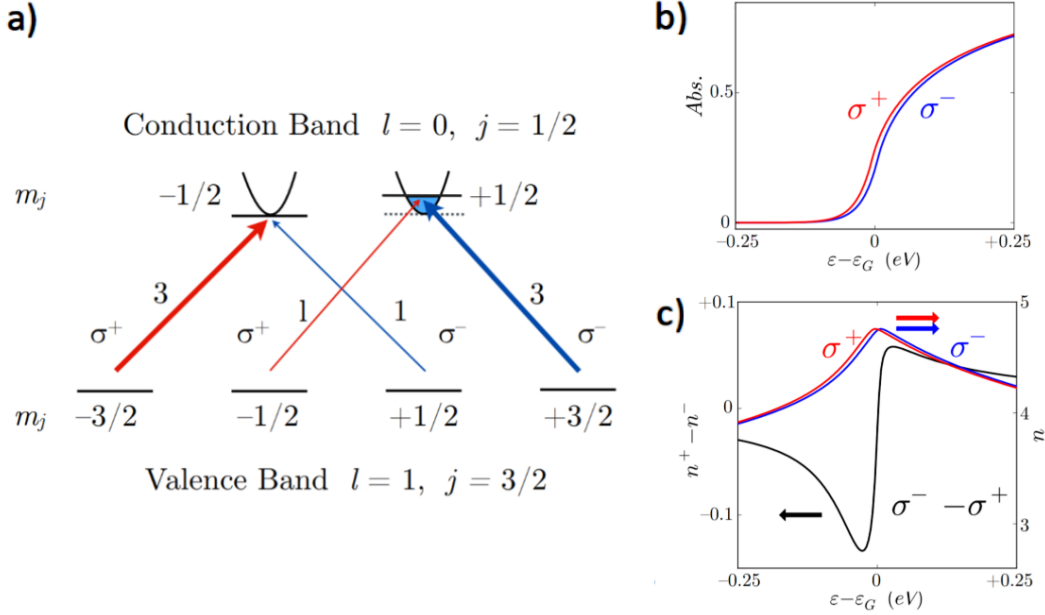 a)
Conduction Band l = 0, j = 1/2
m_j −1/2 +1/2
3 l 1 3
σ⁺ σ⁺ σ⁻ σ⁻
m_j −3/2 −1/2 +1/2 +3/2
Valence Band l = 1, j = 3/2
b)
Abs.
0.5
0
σ⁺ σ⁻
−0.25 0 +0.25
ε−ε_G (eV)
c)
+0.1
0
−0.1
n⁺ −n⁻
5
4
3
n
σ⁺ σ⁻
σ⁻ −σ⁺
−0.25 0 +0.25
ε−ε_G (eV)